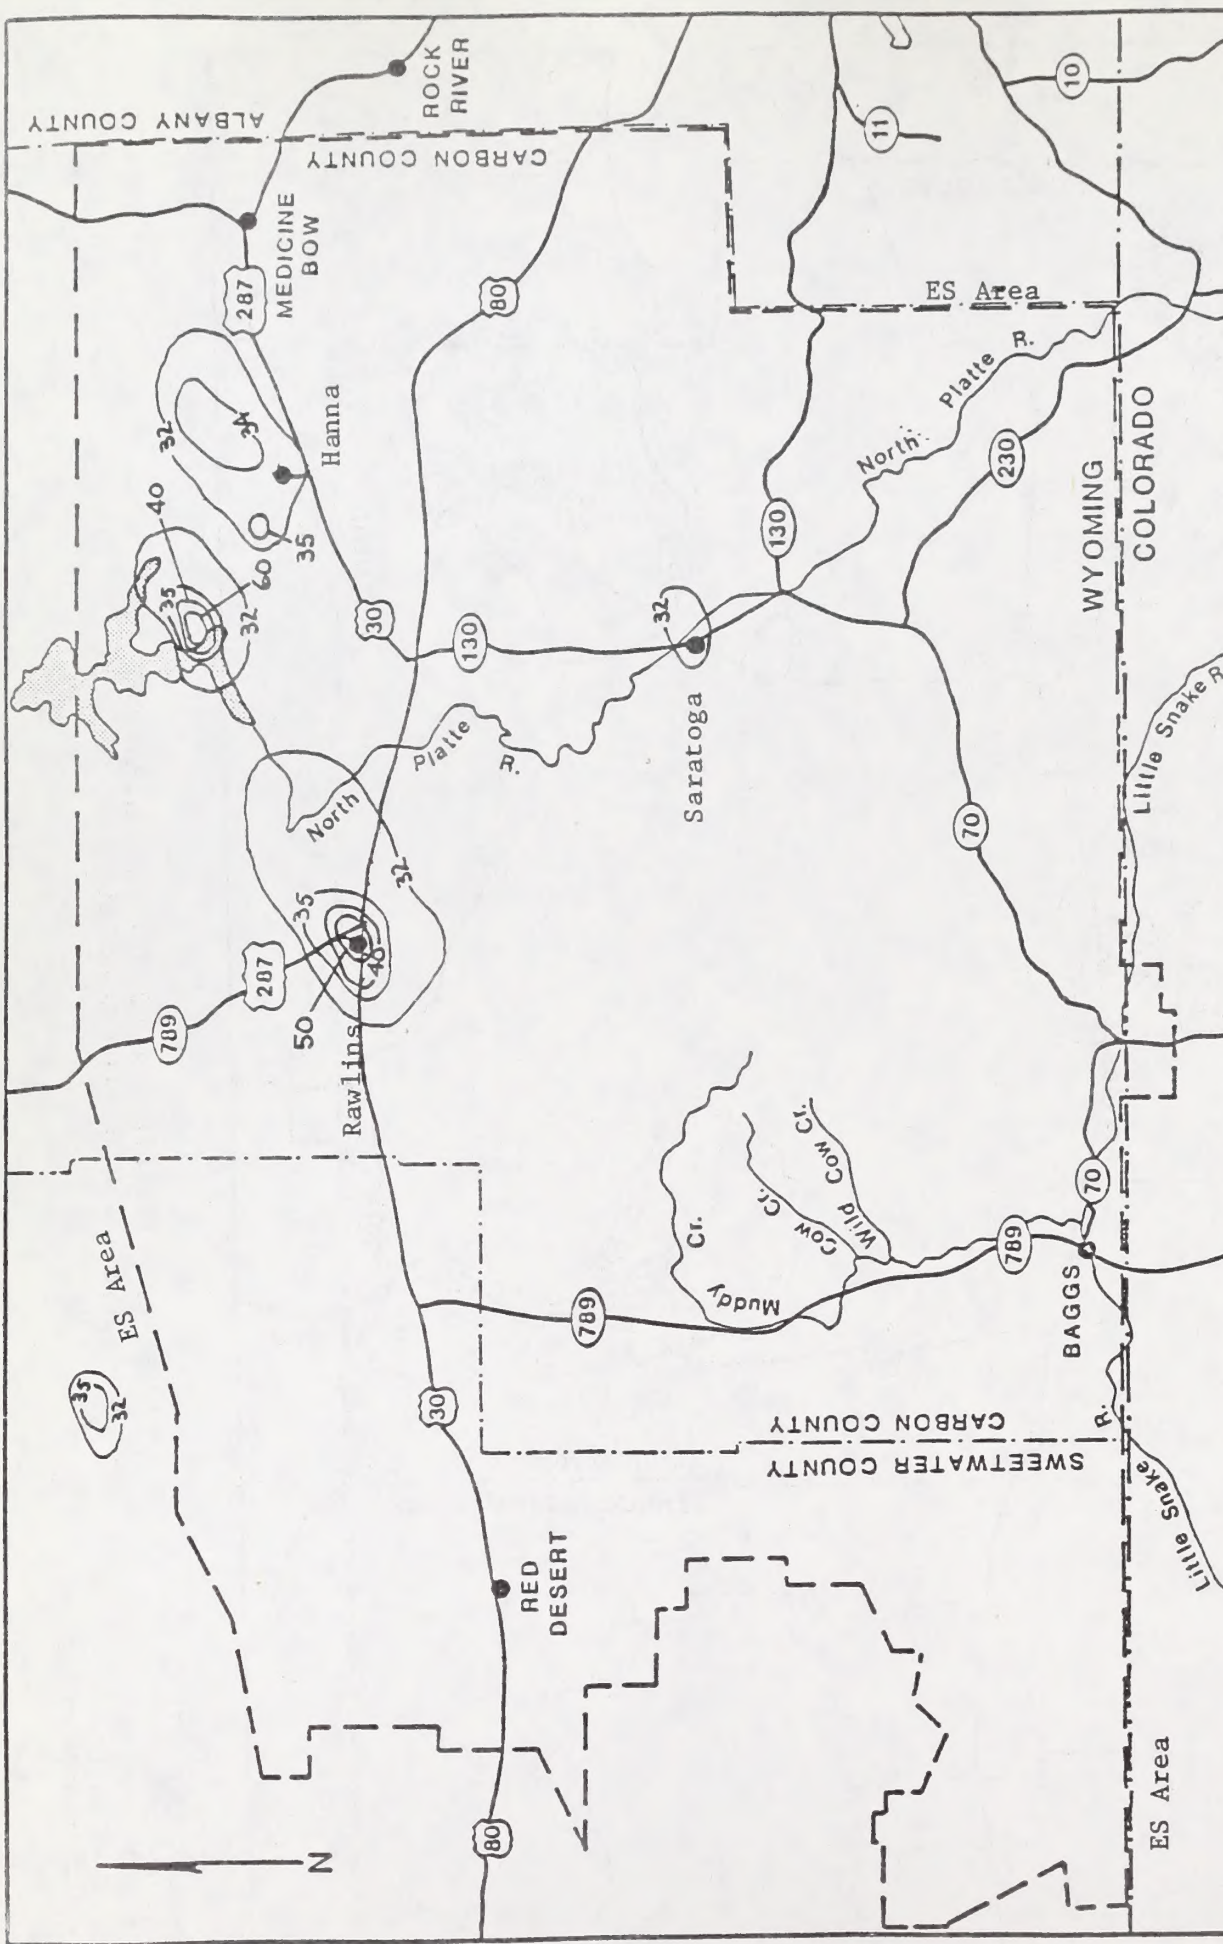 ALBANY COUNTY
CARBON COUNTY
ROCK
RIVER
MEDICINE
BOW
287
80
11
10
ES Area
32
34
Hanna
35
40
35
60
32
30
130
130
North
Platte R.
230
WYOMING
COLORADO
32
Saratoga
Platte R.
North
32
35
40
50
287
789
Rawlins
70
Little Snake R.
ES Area
35
32
Muddy Cr.
Cow Cr.
Wild Cow Cr.
789
789
70
BAGGS
30
CARBON COUNTY
SWEETWATER COUNTY
RED
DESERT
80
N
Little Snake R.
ES Area